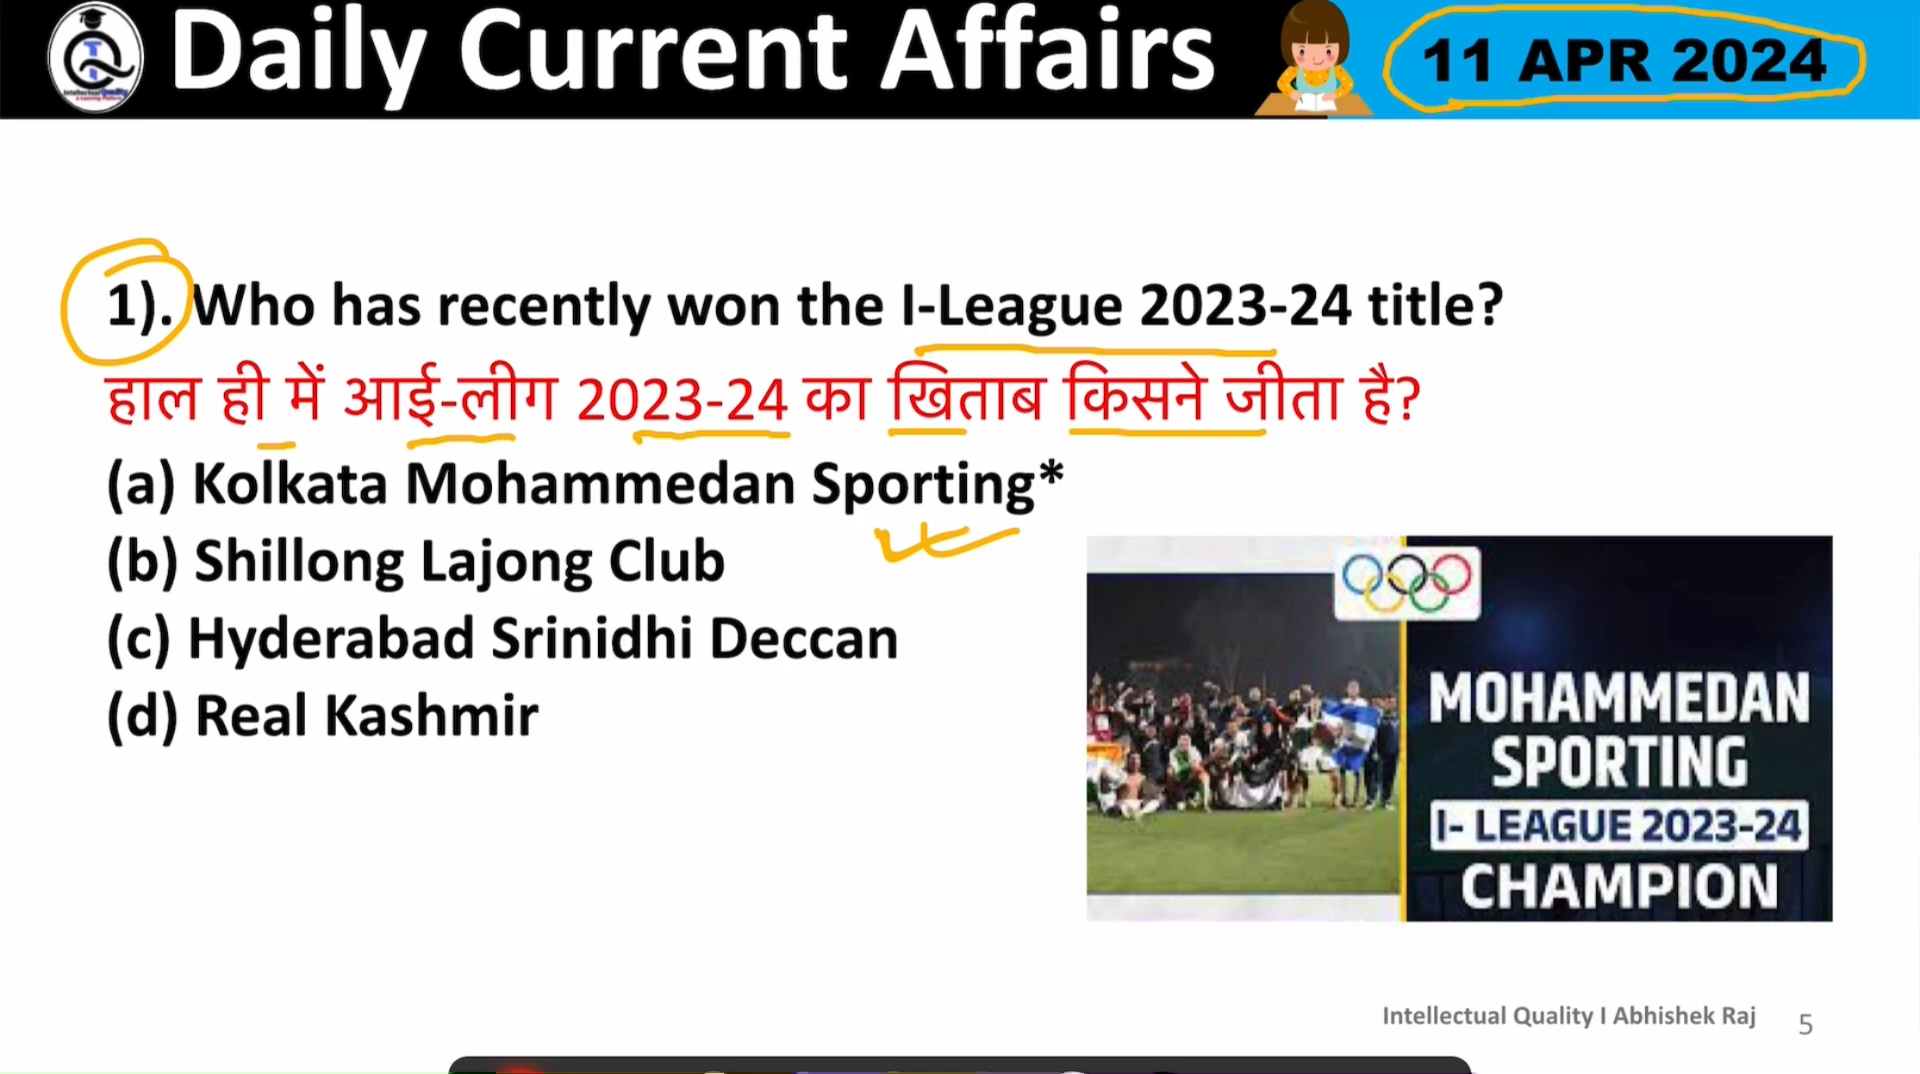 Daily Current Affairs
11 APR 2024
1). Who has recently won the I-League 2023-24 title?
हाल ही में आई-लीग 2023-24 का खिताब किसने जीता है?
(a) Kolkata Mohammedan Sporting*
(b) Shillong Lajong Club
(c) Hyderabad Srinidhi Deccan
(d) Real Kashmir
MOHAMMEDAN
SPORTING
I- LEAGUE 2023-24
CHAMPION
Intellectual Quality I Abhishek Raj
5